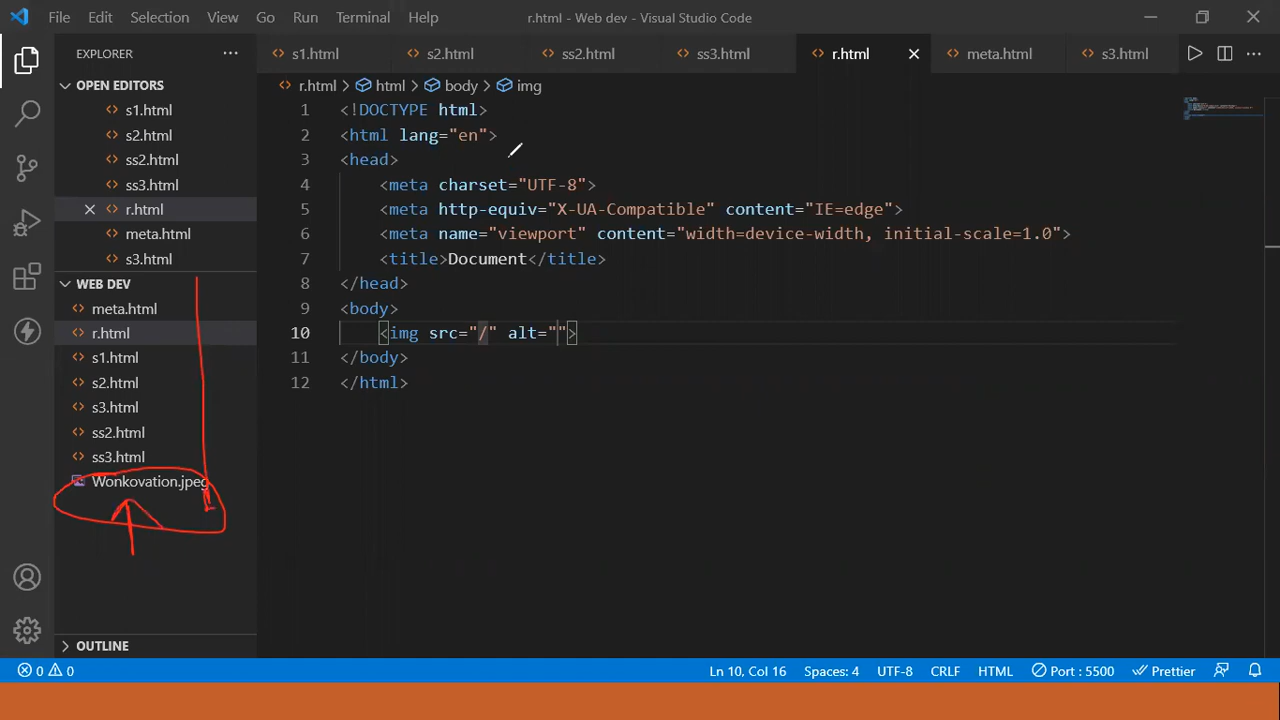 File Edit Selection View Go Run Terminal Help r.html - Web dev - Visual Studio Code
EXPLORER
s1.html s2.html ss2.html ss3.html r.html meta.html s3.html
OPEN EDITORS
s1.html
s2.html
ss2.html
ss3.html
r.html
meta.html
s3.html
WEB DEV
meta.html
r.html
s1.html
s2.html
s3.html
ss2.html
ss3.html
Wonkovation.jpeg
OUTLINE
r.html > html > body > img
1 <!DOCTYPE html>
2 <html lang="en">
3 <head>
4 <meta charset="UTF-8">
5 <meta http-equiv="X-UA-Compatible" content="IE=edge">
6 <meta name="viewport" content="width=device-width, initial-scale=1.0">
7 <title>Document</title>
8 </head>
9 <body>
10 <img src="/" alt="">
11 </body>
12 </html>
0 0 Ln 10, Col 16 Spaces: 4 UTF-8 CRLF HTML Port : 5500 Prettier